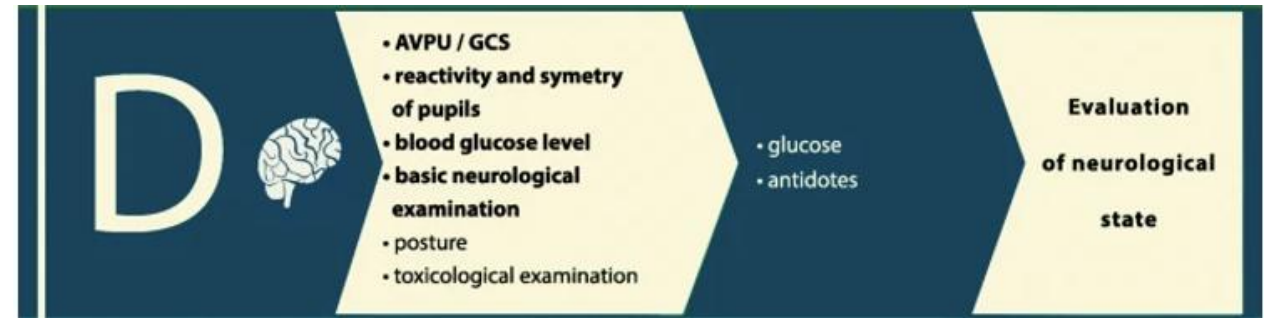 D
• AVPU / GCS
• reactivity and symetry
of pupils
• blood glucose level
• basic neurological
examination
• posture
• toxicological examination
• glucose
• antidotes
Evaluation
of neurological
state